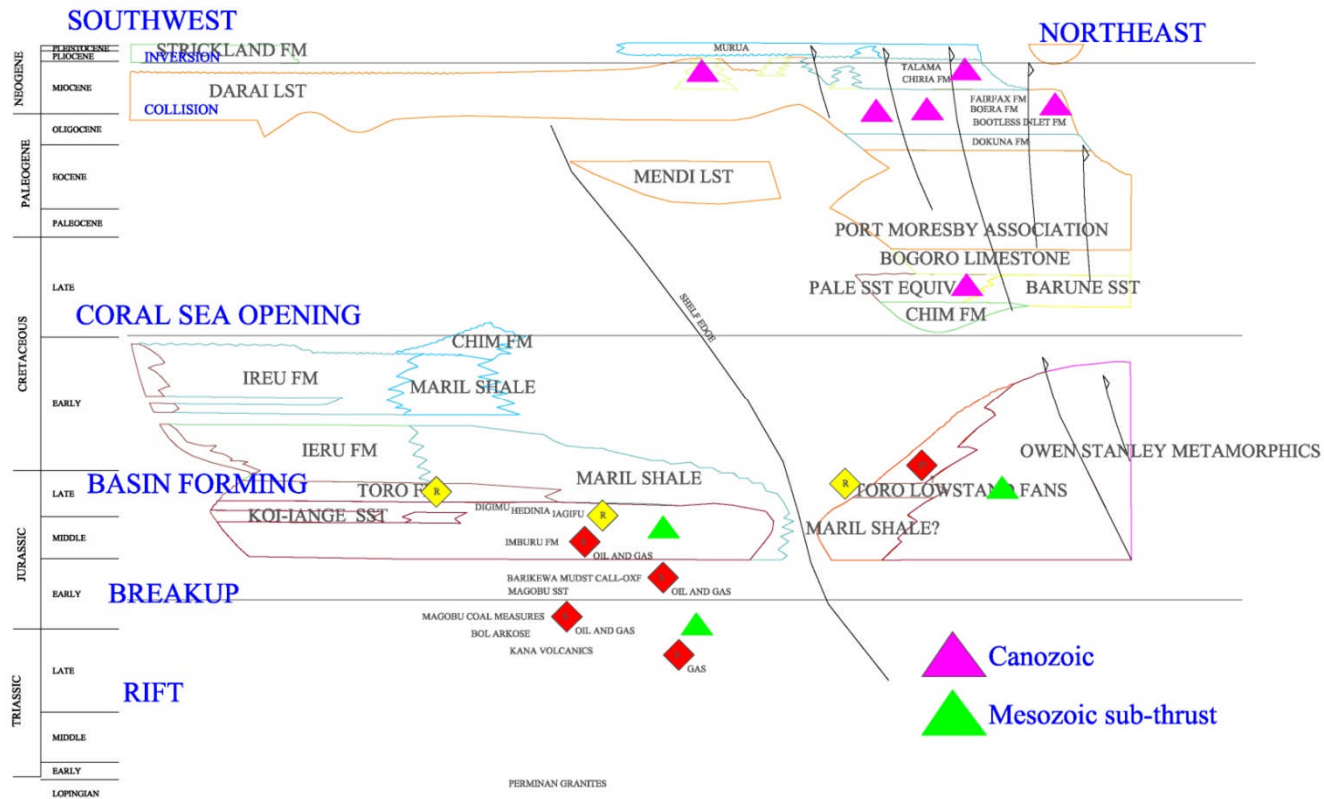 SOUTHWEST
NORTHEAST
PLEISTOCENE
PLIOCENE
MIOCENE
OLIGOCENE
EOCENE
PALEOCENE
LATE
EARLY
LATE
MIDDLE
EARLY
LATE
MIDDLE
EARLY
LOPINGIAN
NEOGENE
PALEOGENE
CRETACEOUS
JURASSIC
TRIASSIC
STRICKLAND FM
INVERSION
MURUA
DARAI LST
COLLISION
TALAMA
CHIRIA FM
FAIRFAX FM
BOERA FM
BOOTLESS INLET FM
DOKUNA FM
MENDI LST
PORT MORESBY ASSOCIATION
BOGORO LIMESTONE
PALE SST EQUIV
BARUNE SST
CHIM FM
SHELF EDGE
CORAL SEA OPENING
CHIM FM
IREU FM
MARIL SHALE
IERU FM
MARIL SHALE
OWEN STANLEY METAMORPHICS
BASIN FORMING
TORO F
R
R
TORO LOWSTAND FANS
KOI-IANGE SST
DIGIMU
HEDINIA
IAGIFU
R
MARIL SHALE?
IMBURU FM
OIL AND GAS
BARIKEWA MUDST CALL-OXF
MAGOBU SST
OIL AND GAS
BREAKUP
MAGOBU COAL MEASURES
OIL AND GAS
BOL ARKOSE
KANA VOLCANICS
GAS
RIFT
Canozoic
Mesozoic sub-thrust
PERMINAN GRANITES